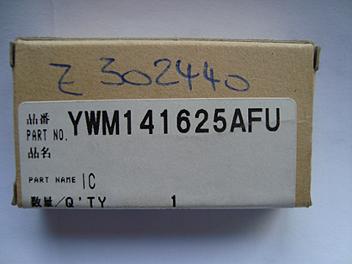 Z 302440
品番
PART NO. YWM141625AFU
品名
PART NAME IC
数量/Q'TY 1